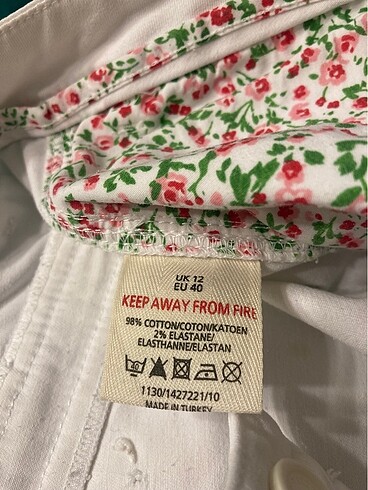 UK 12
EU 40
KEEP AWAY FROM FIRE
98% COTTON/COTON/KATOEN
2% ELASTANE/
ELASTHANNE/ELASTAN
40
1130/1427221/10
MADE IN TURKEY